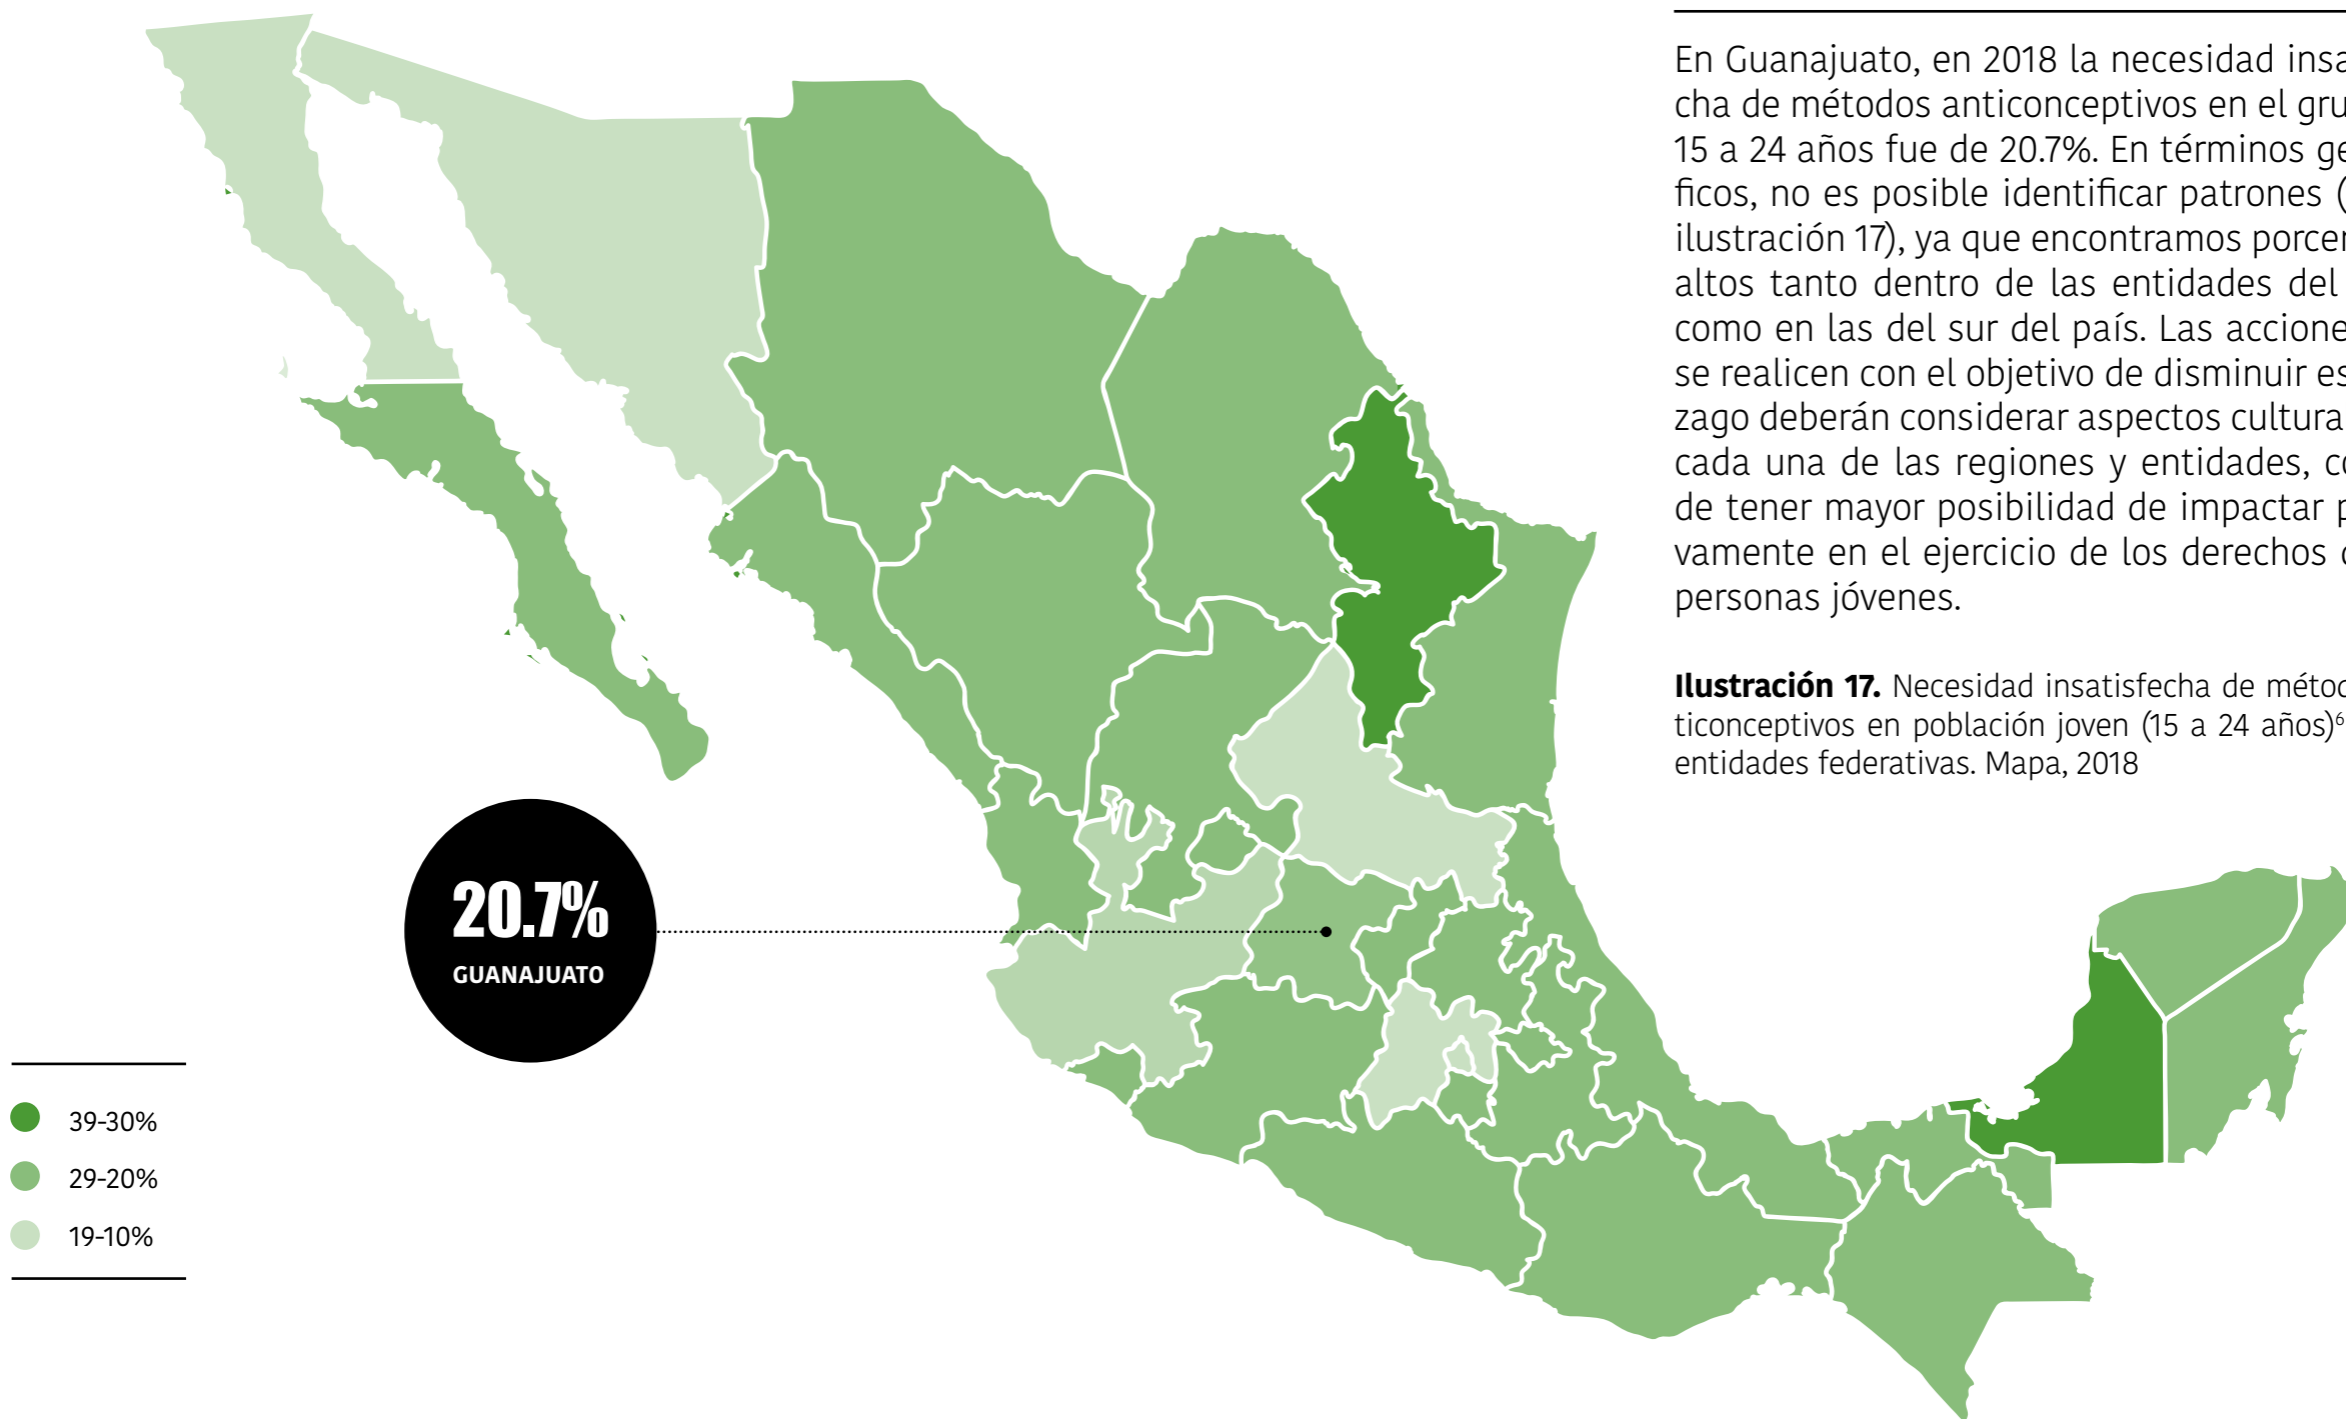 En Guanajuato, en 2018 la necesidad insa
cha de métodos anticonceptivos en el gru
15 a 24 años fue de 20.7%. En términos ge
ficos, no es posible identificar patrones (
ilustración 17), ya que encontramos porcen
altos tanto dentro de las entidades del
como en las del sur del país. Las accione
se realicen con el objetivo de disminuir es
zago deberán considerar aspectos cultura
cada una de las regiones y entidades, co
de tener mayor posibilidad de impactar p
vamente en el ejercicio de los derechos d
personas jóvenes.
Ilustración 17. Necesidad insatisfecha de métod
ticonceptivos en población joven (15 a 24 años)6
entidades federativas. Mapa, 2018
20.7%
GUANAJUATO
39-30%
29-20%
19-10%